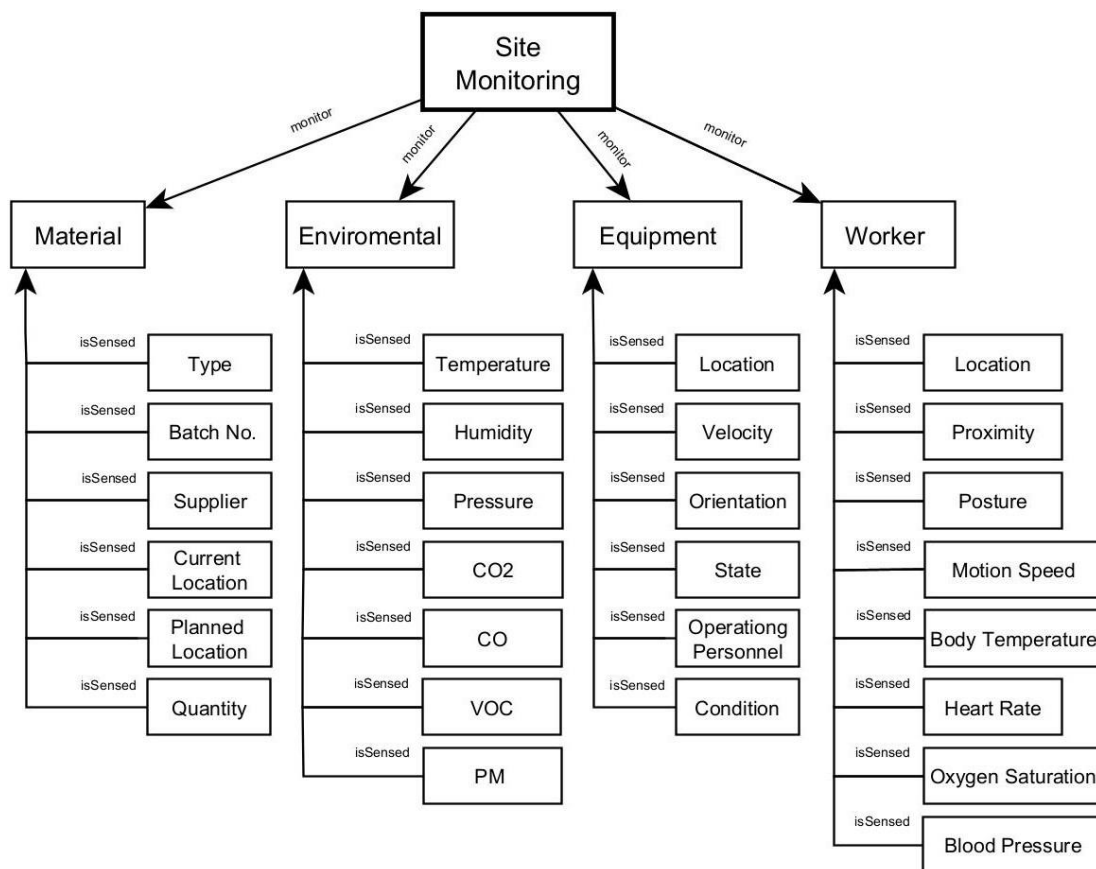 Site
Monitoring
monitor
monitor
monitor
monitor
Material
Enviromental
Equipment
Worker
isSensed
Type
isSensed
Batch No.
isSensed
Supplier
isSensed
Current
Location
isSensed
Planned
Location
isSensed
Quantity
isSensed
Temperature
isSensed
Humidity
isSensed
Pressure
isSensed
CO2
isSensed
CO
isSensed
VOC
isSensed
PM
isSensed
Location
isSensed
Velocity
isSensed
Orientation
isSensed
State
isSensed
Operationg
Personnel
isSensed
Condition
isSensed
Location
isSensed
Proximity
isSensed
Posture
isSensed
Motion Speed
isSensed
Body Temperature
isSensed
Heart Rate
isSensed
Oxygen Saturation
isSensed
Blood Pressure